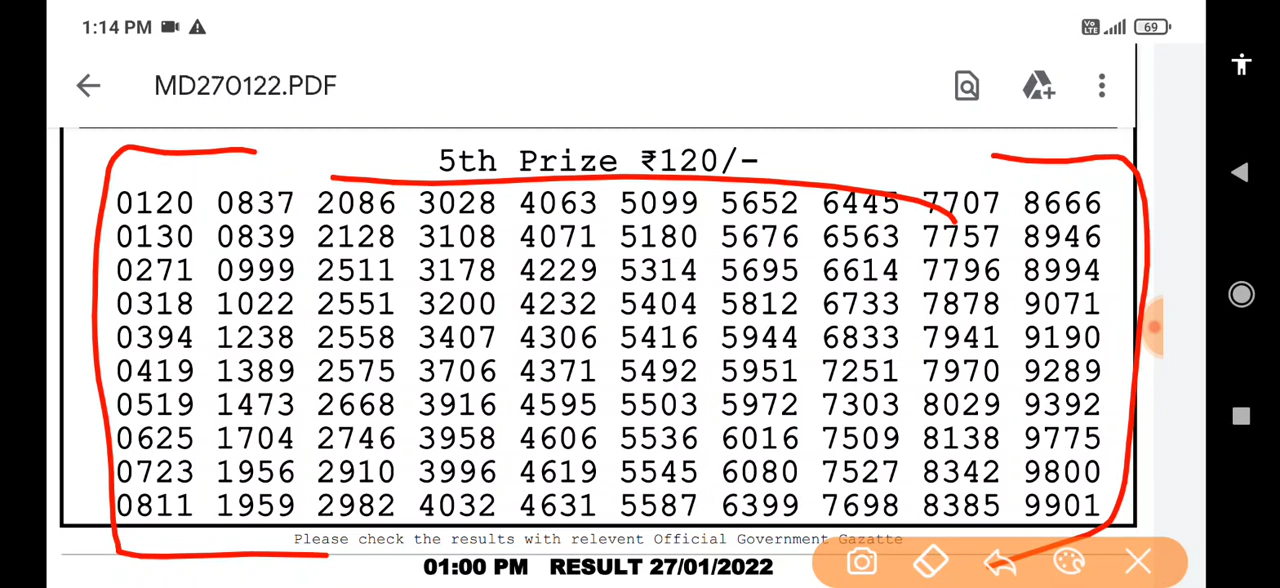 1:14 PM Vo LTE 69
MD270122.PDF
5th Prize ₹120/-
0120 0837 2086 3028 4063 5099 5652 6445 7707 8666
0130 0839 2128 3108 4071 5180 5676 6563 7757 8946
0271 0999 2511 3178 4229 5314 5695 6614 7796 8994
0318 1022 2551 3200 4232 5404 5812 6733 7878 9071
0394 1238 2558 3407 4306 5416 5944 6833 7941 9190
0419 1389 2575 3706 4371 5492 5951 7251 7970 9289
0519 1473 2668 3916 4595 5503 5972 7303 8029 9392
0625 1704 2746 3958 4606 5536 6016 7509 8138 9775
0723 1956 2910 3996 4619 5545 6080 7527 8342 9800
0811 1959 2982 4032 4631 5587 6399 7698 8385 9901
Please check the results with relevent Official Government Gazatte
01:00 PM RESULT 27/01/2022